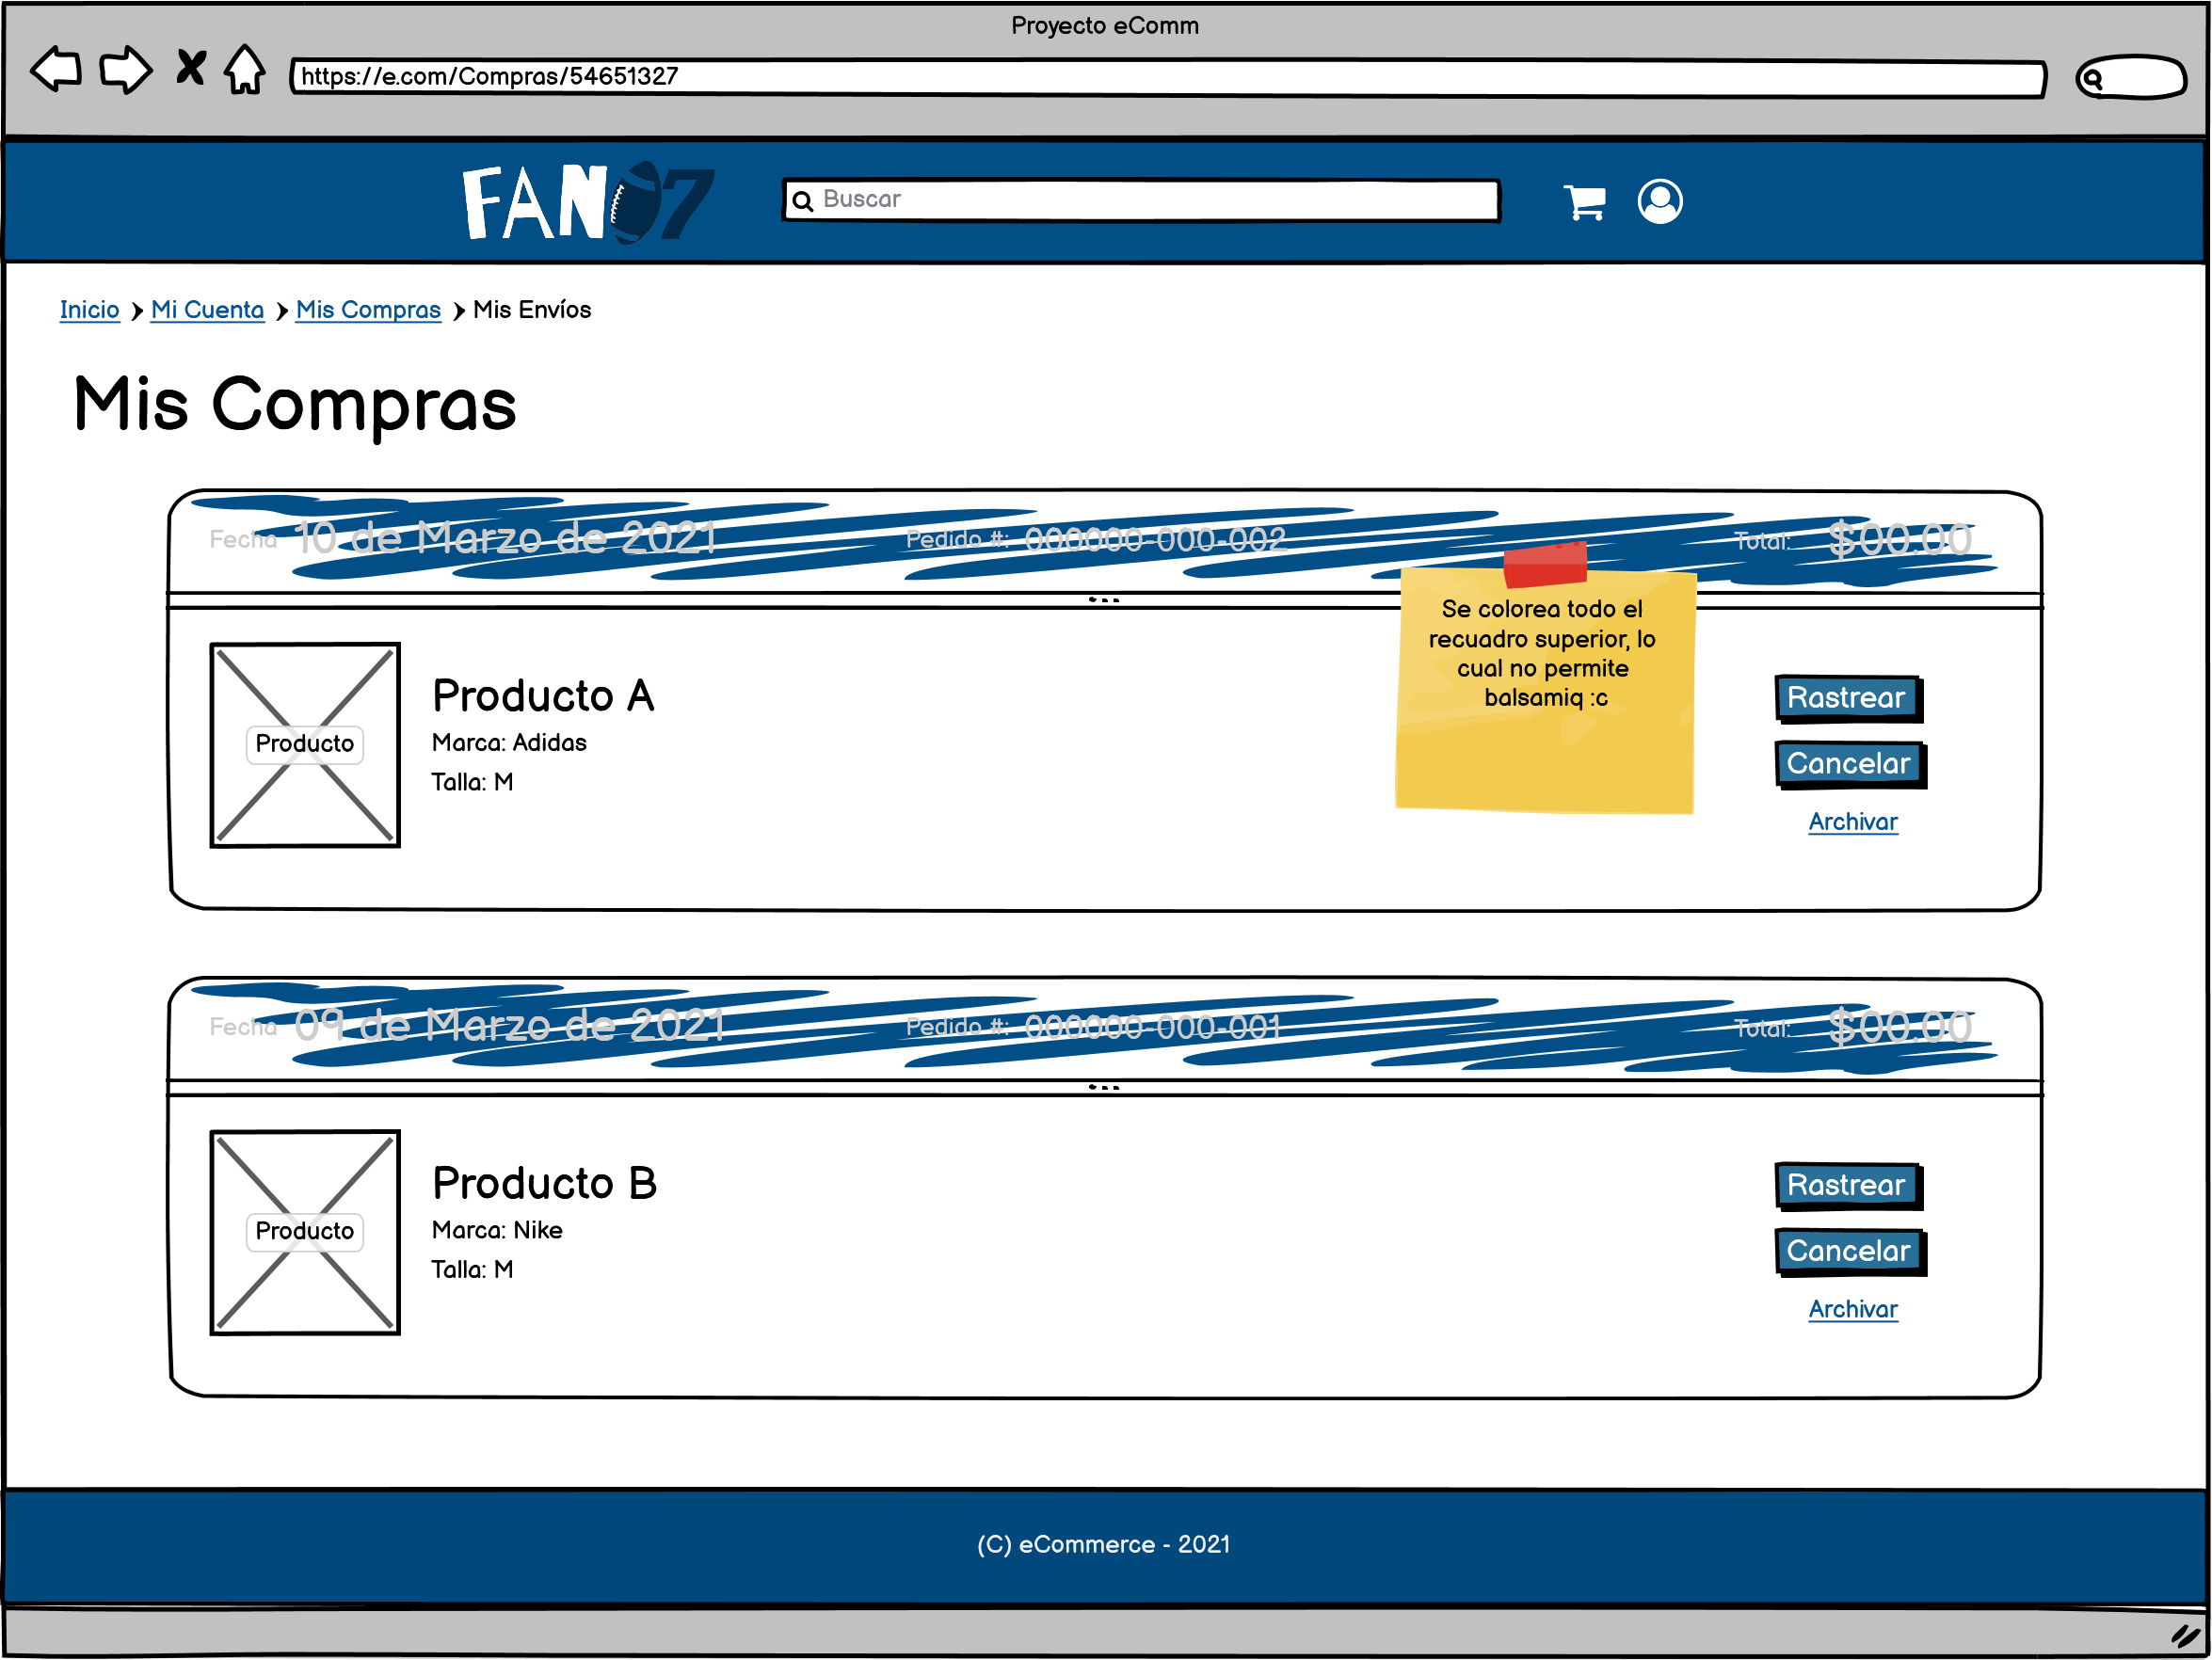 Proyecto eComm
https://e.com/Compras/54651327
FAN 07
Buscar
Inicio Mi Cuenta Mis Compras Mis Envíos
Mis Compras
Fecha 10 de Marzo de 2021 Pedido #: 000000-000-002 Total: $00.00
Se colorea todo el
recuadro superior, lo
cual no permite
balsamiq :c
Producto
Producto A
Marca: Adidas
Talla: M
Rastrear
Cancelar
Archivar
Fecha 09 de Marzo de 2021 Pedido #: 000000-000-001 Total: $00.00
Producto
Producto B
Marca: Nike
Talla: M
Rastrear
Cancelar
Archivar
(C) eCommerce - 2021